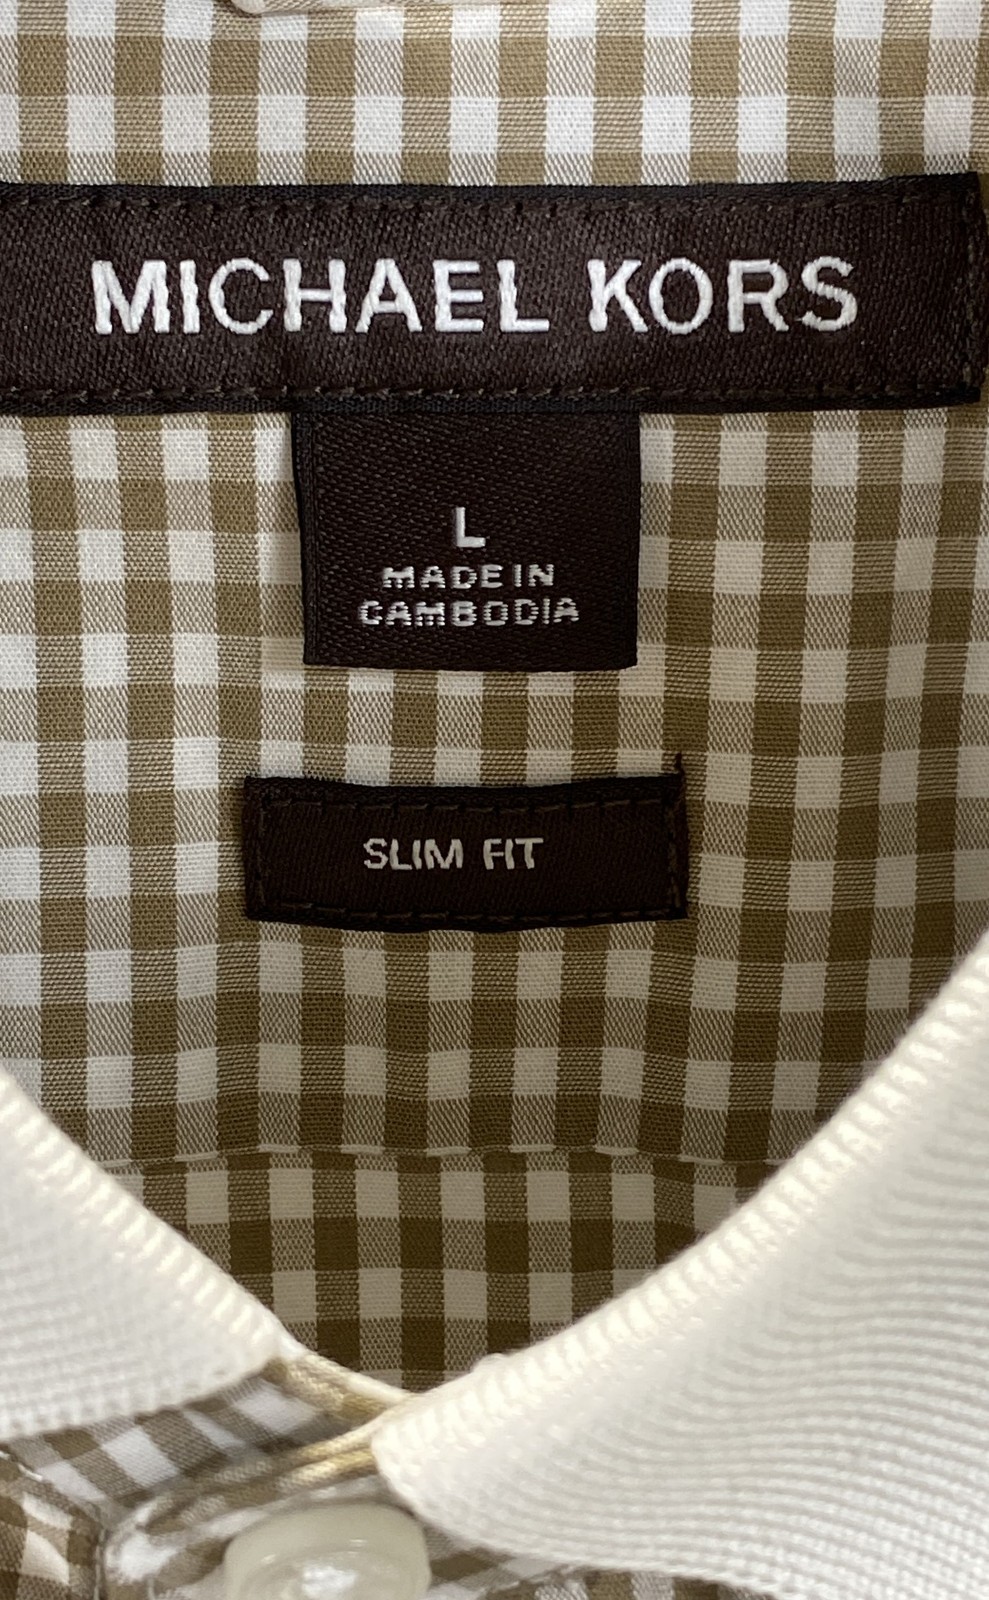 MICHAEL KORS
L
MADE IN
CAMBODIA
SLIM FIT